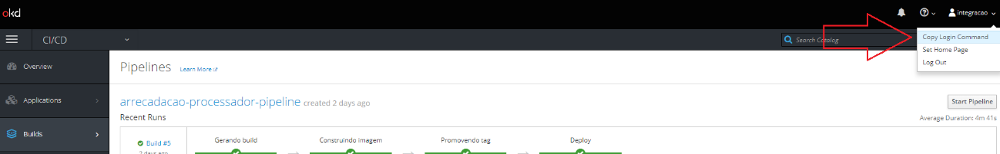 okd
integracao
CI/CD
Search Catalog
Copy Login Command
Set Home Page
Log Out
Overview
Applications
Builds
Pipelines Learn More
arrecadacao-processador-pipeline created 2 days ago
Start Pipeline
Recent Runs
Average Duration: 4m 41s
Build #5
2 days ago
Gerando build
Construindo imagem
Promovendo tag
Deploy